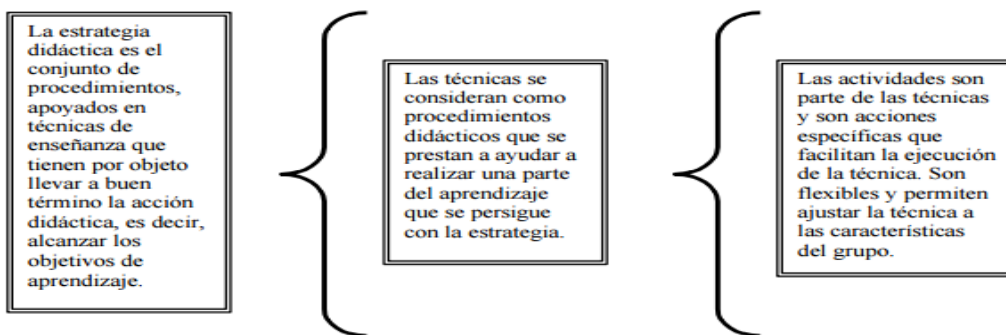 La estrategia
didáctica es el
conjunto de
procedimientos,
apoyados en
técnicas de
enseñanza que
tienen por objeto
llevar a buen
término la acción
didáctica, es decir,
alcanzar los
objetivos de
aprendizaje.
Las técnicas se
consideran como
procedimientos
didácticos que se
prestan a ayudar a
realizar una parte
del aprendizaje
que se persigue
con la estrategia.
Las actividades son
parte de las técnicas
y son acciones
específicas que
facilitan la ejecución
de la técnica. Son
flexibles y permiten
ajustar la técnica a
las características
del grupo.